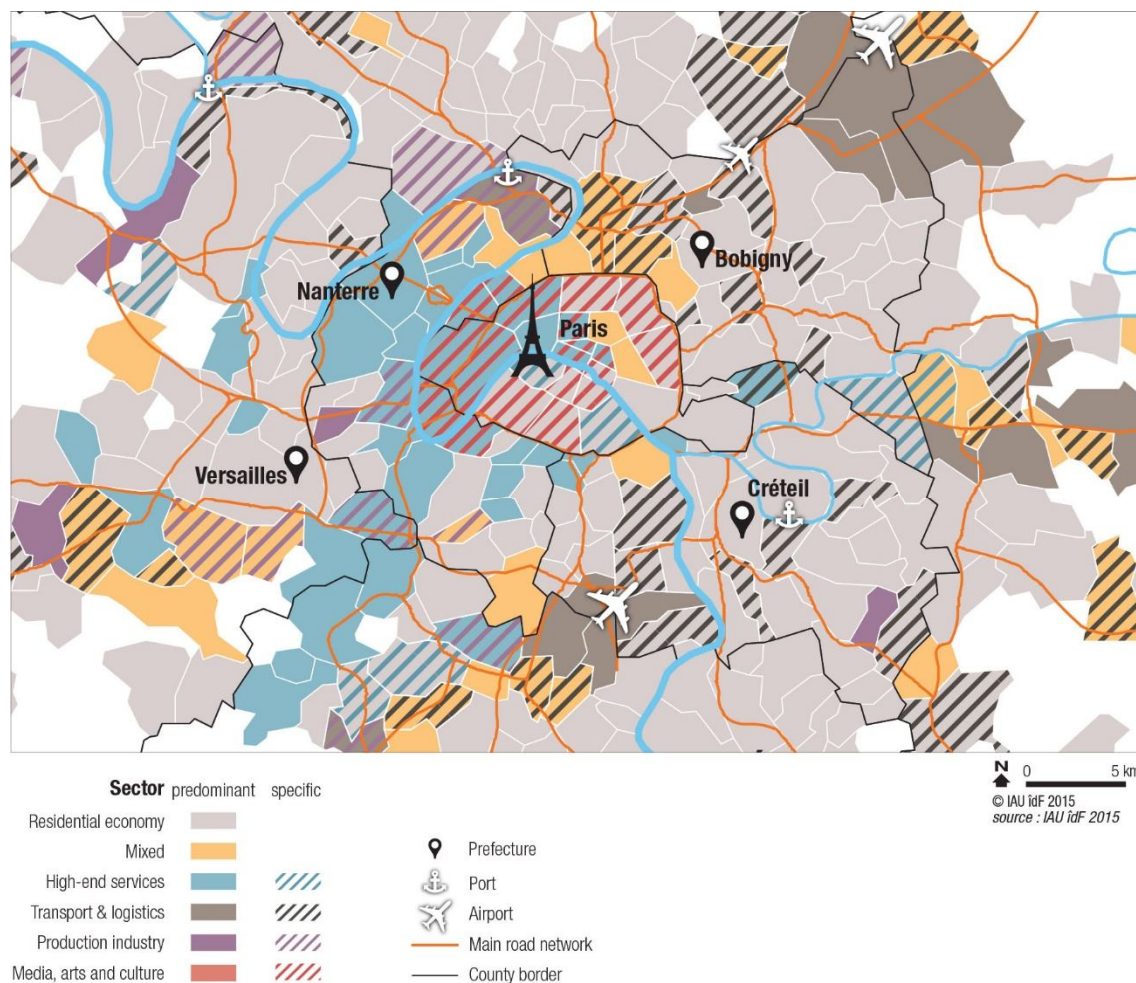 Bobigny
Nanterre
Paris
Versailles
Créteil
N 0 5 km
© IAU îdF 2015
source : IAU îdF 2015
Sector predominant specific
Residential economy
Mixed
High-end services
Transport & logistics
Production industry
Media, arts and culture
Prefecture
Port
Airport
Main road network
County border